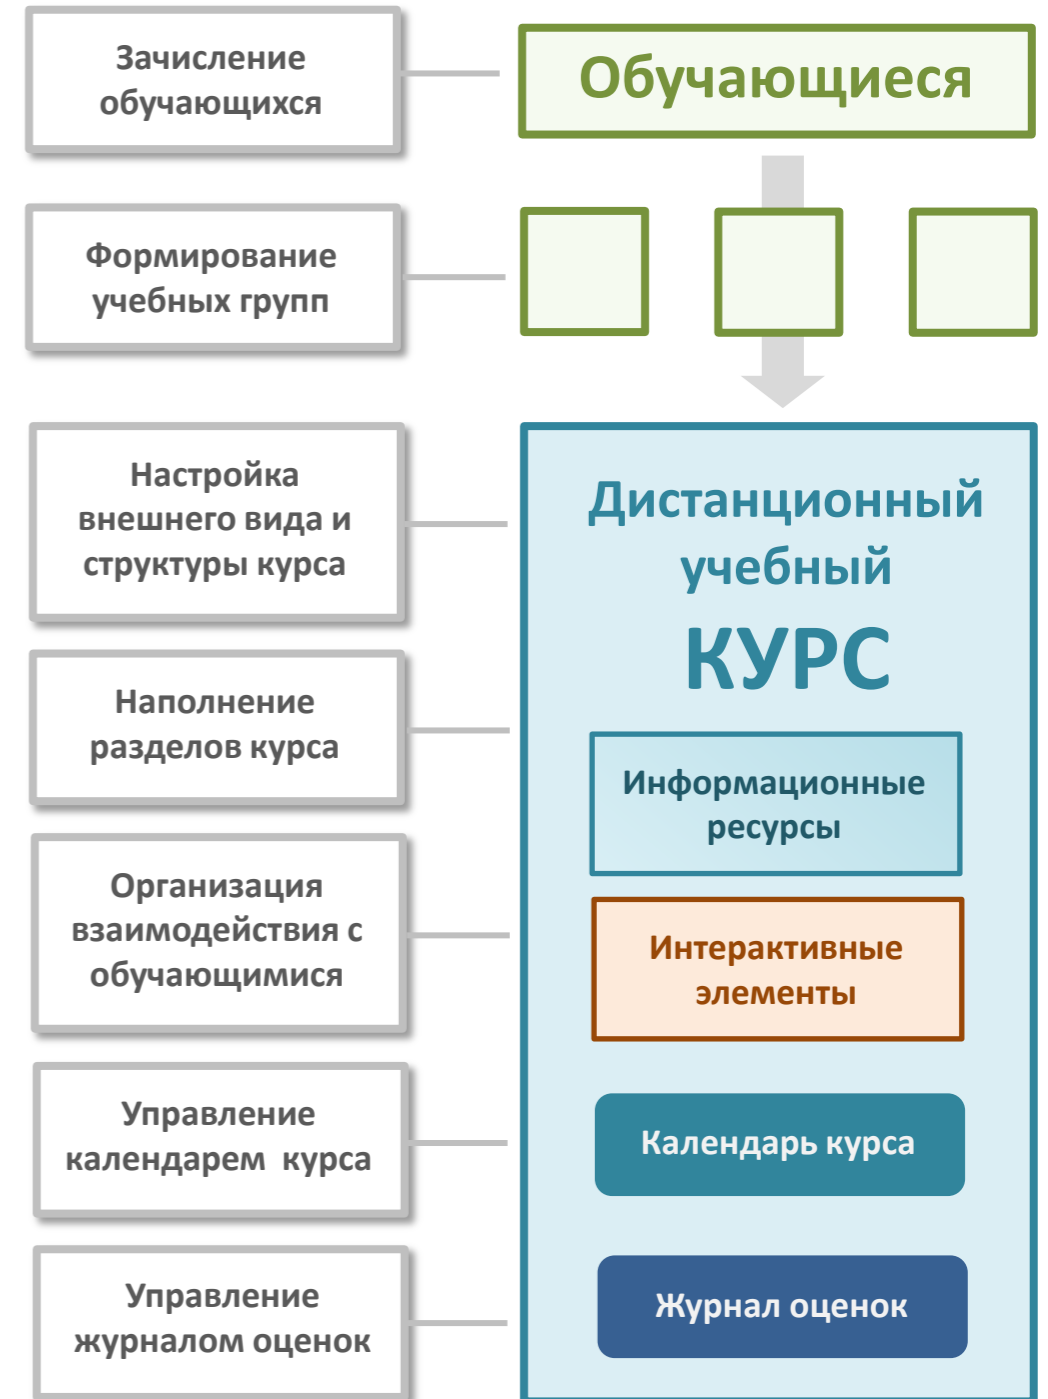 Зачисление
обучающихся
Обучающиеся
Формирование
учебных групп
Настройка
внешнего вида и
структуры курса
Дистанционный
учебный
КУРС
Наполнение
разделов курса
Информационные
ресурсы
Организация
взаимодействия с
обучающимися
Интерактивные
элементы
Управление
календарем курса
Календарь курса
Управление
журналом оценок
Журнал оценок